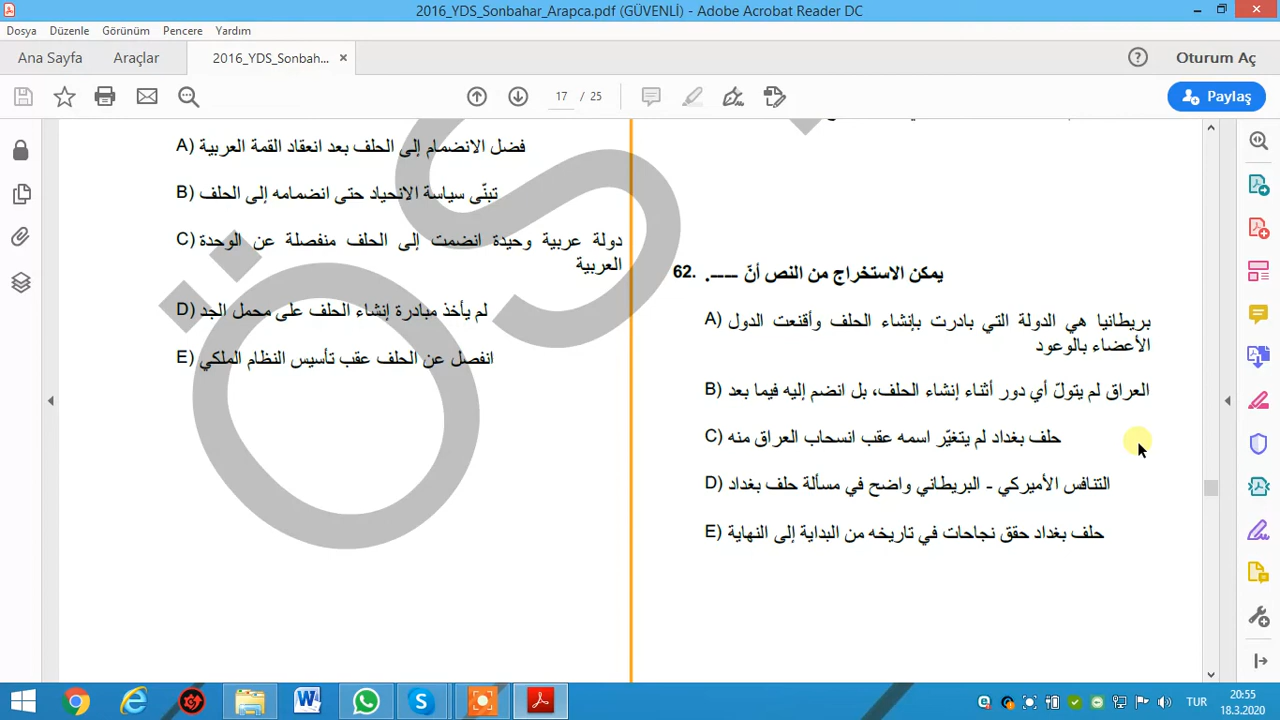 2016_YDS_Sonbahar_Arapca.pdf (GÜVENLİ) - Adobe Acrobat Reader DC
Dosya Düzenle Görünüm Pencere Yardım
Ana Sayfa Araçlar 2016_YDS_Sonbah... × ? Oturum Aç
17 / 25 Paylaş
A) فضل الانضمام إلى الحلف بعد انعقاد القمة العربية
B) تبنّى سياسة الانحياد حتى انضمامه إلى الحلف
C) دولة عربية وحيدة انضمت إلى الحلف منفصلة عن الوحدة
العربية
D) لم يأخذ مبادرة إنشاء الحلف على محمل الجد
E) انفصل عن الحلف عقب تأسيس النظام الملكي
62. يمكن الاستخراج من النص أنّ ----.
A) بريطانيا هي الدولة التي بادرت بإنشاء الحلف وأقنعت الدول
الأعضاء بالوعود
B) العراق لم يتولّ أي دور أثناء إنشاء الحلف، بل انضم إليه فيما بعد
C) حلف بغداد لم يتغيّر اسمه عقب انسحاب العراق منه
D) التنافس الأميركي - البريطاني واضح في مسألة حلف بغداد
E) حلف بغداد حقق نجاحات في تاريخه من البداية إلى النهاية
TUR
20:55
18.3.2020